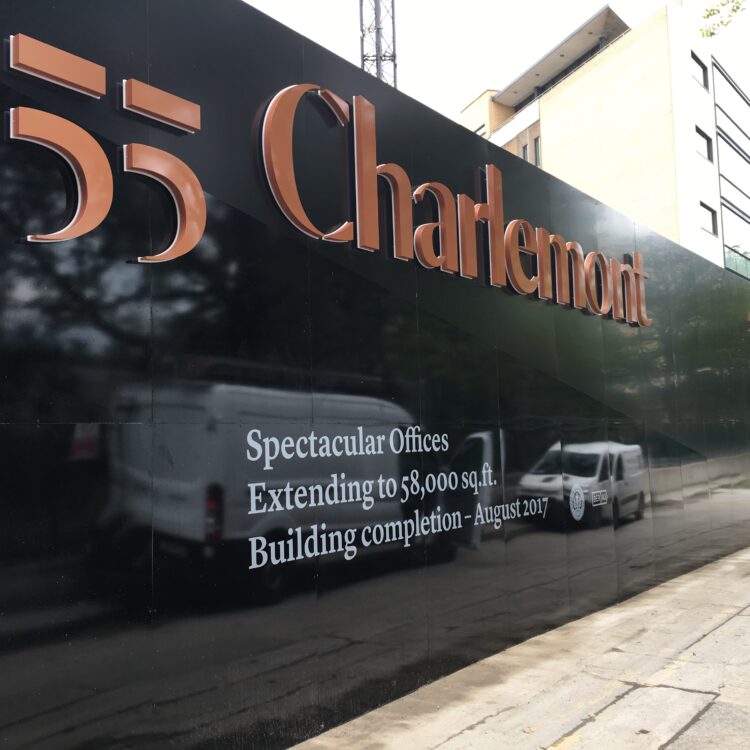 55 Charlemont
Spectacular Offices
Extending to 58,000 sq.ft.
Building completion – August 2017